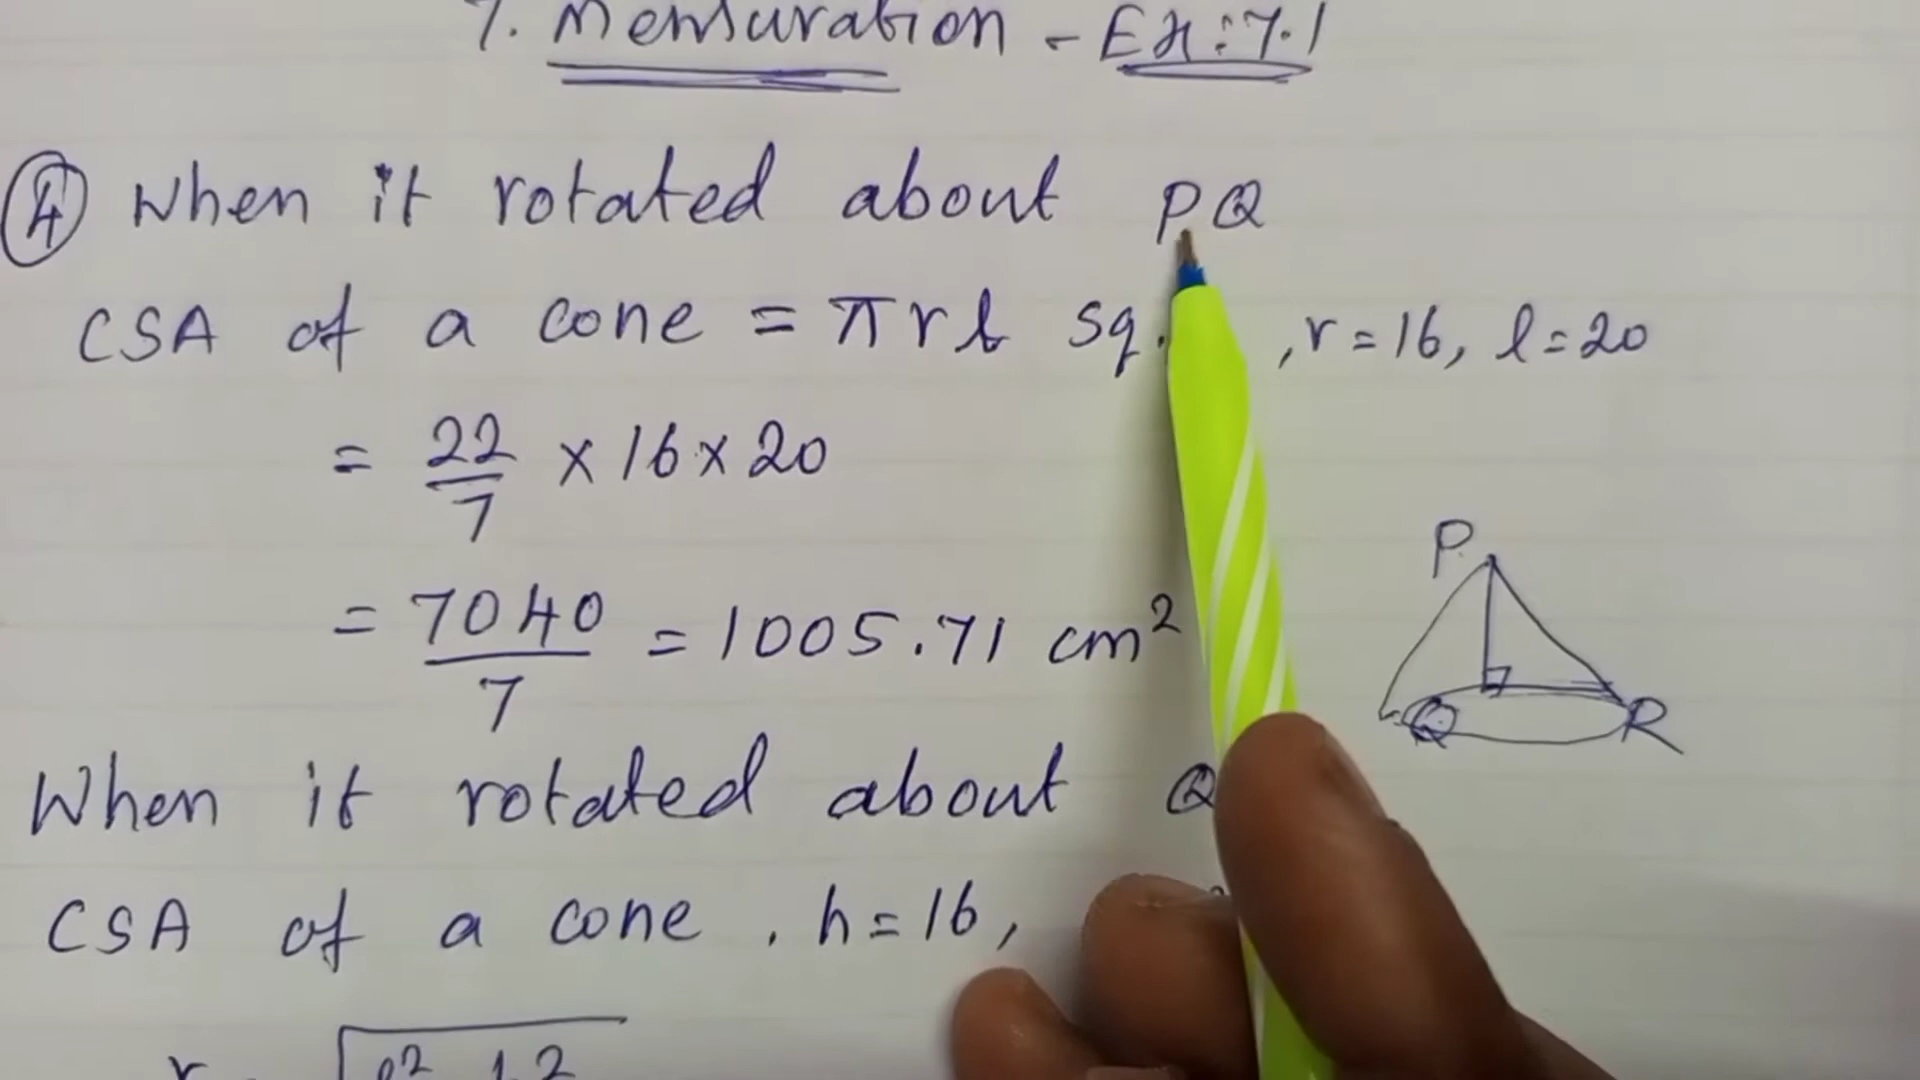 7. Mensuration - Ex: 7.1
4 When it rotated about PQ
CSA of a cone = πrl sq. , r = 16, l = 20
= 22/7 × 16 × 20
= 7040/7 = 1005.71 cm²
P
Q R
When it rotated about Q
CSA of a cone . h = 16,